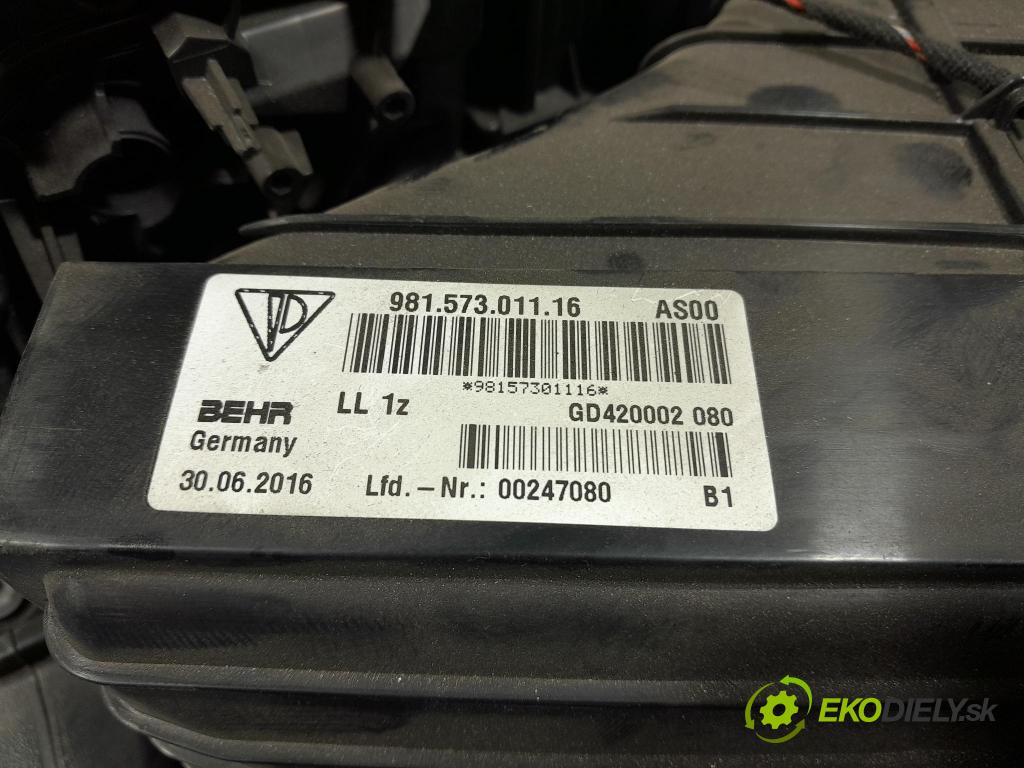 981.573.011.16 AS00
*98157301116*
BEHR LL 1z GD420002 080
Germany
30.06.2016 Lfd. – Nr.: 00247080 B1
EKODIELY.sk